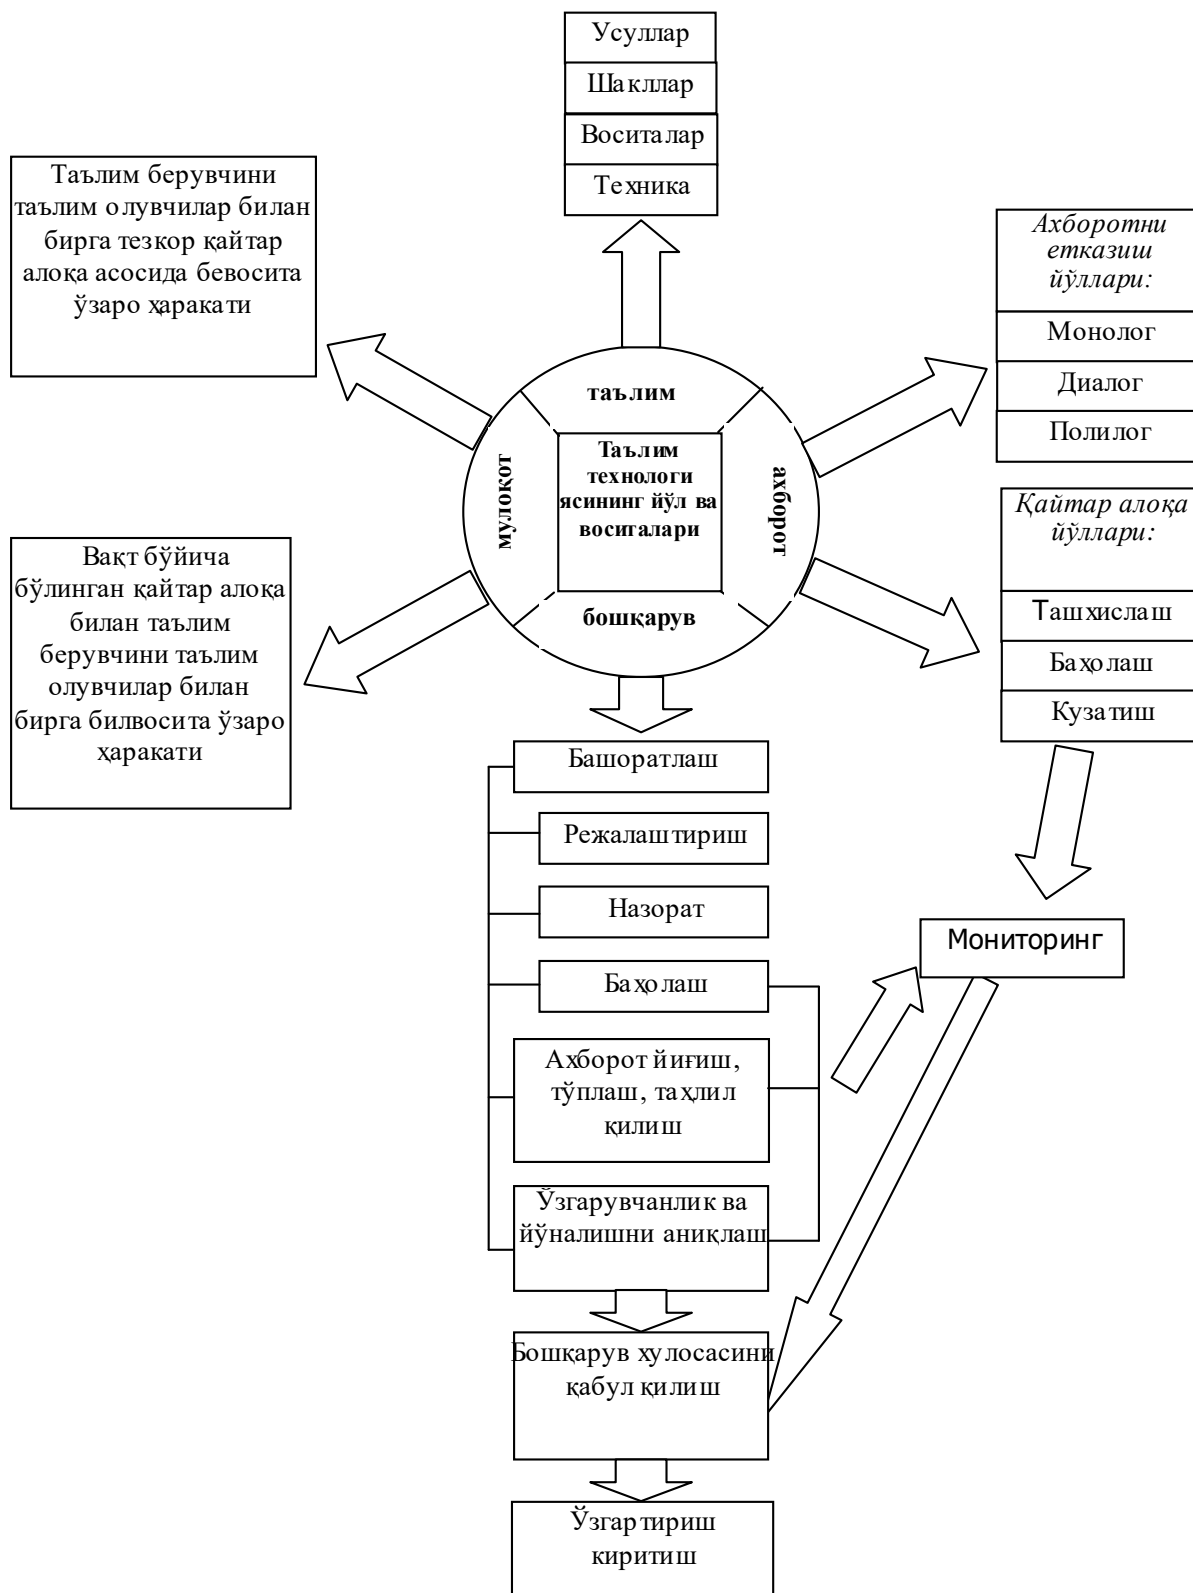 Усуллар
Шакллар
Воситалар
Техника
Таълим берувчини
таълим олувчилар билан
бирга тезкор қайтар
алоқа асосида бевосита
ўзаро ҳаракати
Ахборотни
етказиш
йўллари:
Монолог
Диалог
Полилог
таълим
мулоқот
Таълим
технологи
ясининг йўл ва
воситалари
ахборот
бошқарув
Қайтар алоқа
йўллари:
Ташхислаш
Баҳолаш
Кузатиш
Вақт бўйича
бўлинган қайтар алоқа
билан таълим
берувчини таълим
олувчилар билан
бирга билвосита ўзаро
ҳаракати
Башоратлаш
Режалаштириш
Назорат
Баҳолаш
Ахборот йиғиш,
тўплаш, таҳлил
қилиш
Ўзгарувчанлик ва
йўналишни аниқлаш
Мониторинг
Бошқарув хулосасини
қабул қилиш
Ўзгартириш
киритиш